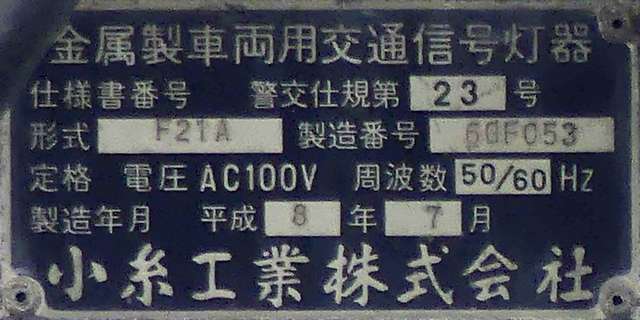 金属製車両用交通信号灯器
仕様書番号 警交仕規第 23 号
形式 F21A 製造番号
定格 電圧 AC100V 周波数 50/60 Hz
製造年月 平成 8 年 7 月
小糸工業株式会社